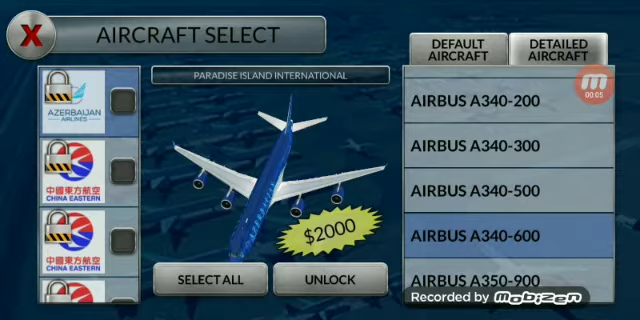 X
AIRCRAFT SELECT
DEFAULT
AIRCRAFT
DETAILED
AIRCRAFT
PARADISE ISLAND INTERNATIONAL
00:05
AZERBAIJAN
AIRLINES
中國東方航空
CHINA EASTERN
中國東方航空
CHINA EASTERN
$2000
SELECT ALL
UNLOCK
AIRBUS A340-200
AIRBUS A340-300
AIRBUS A340-500
AIRBUS A340-600
AIRBUS A350-900
Recorded by Mobizen